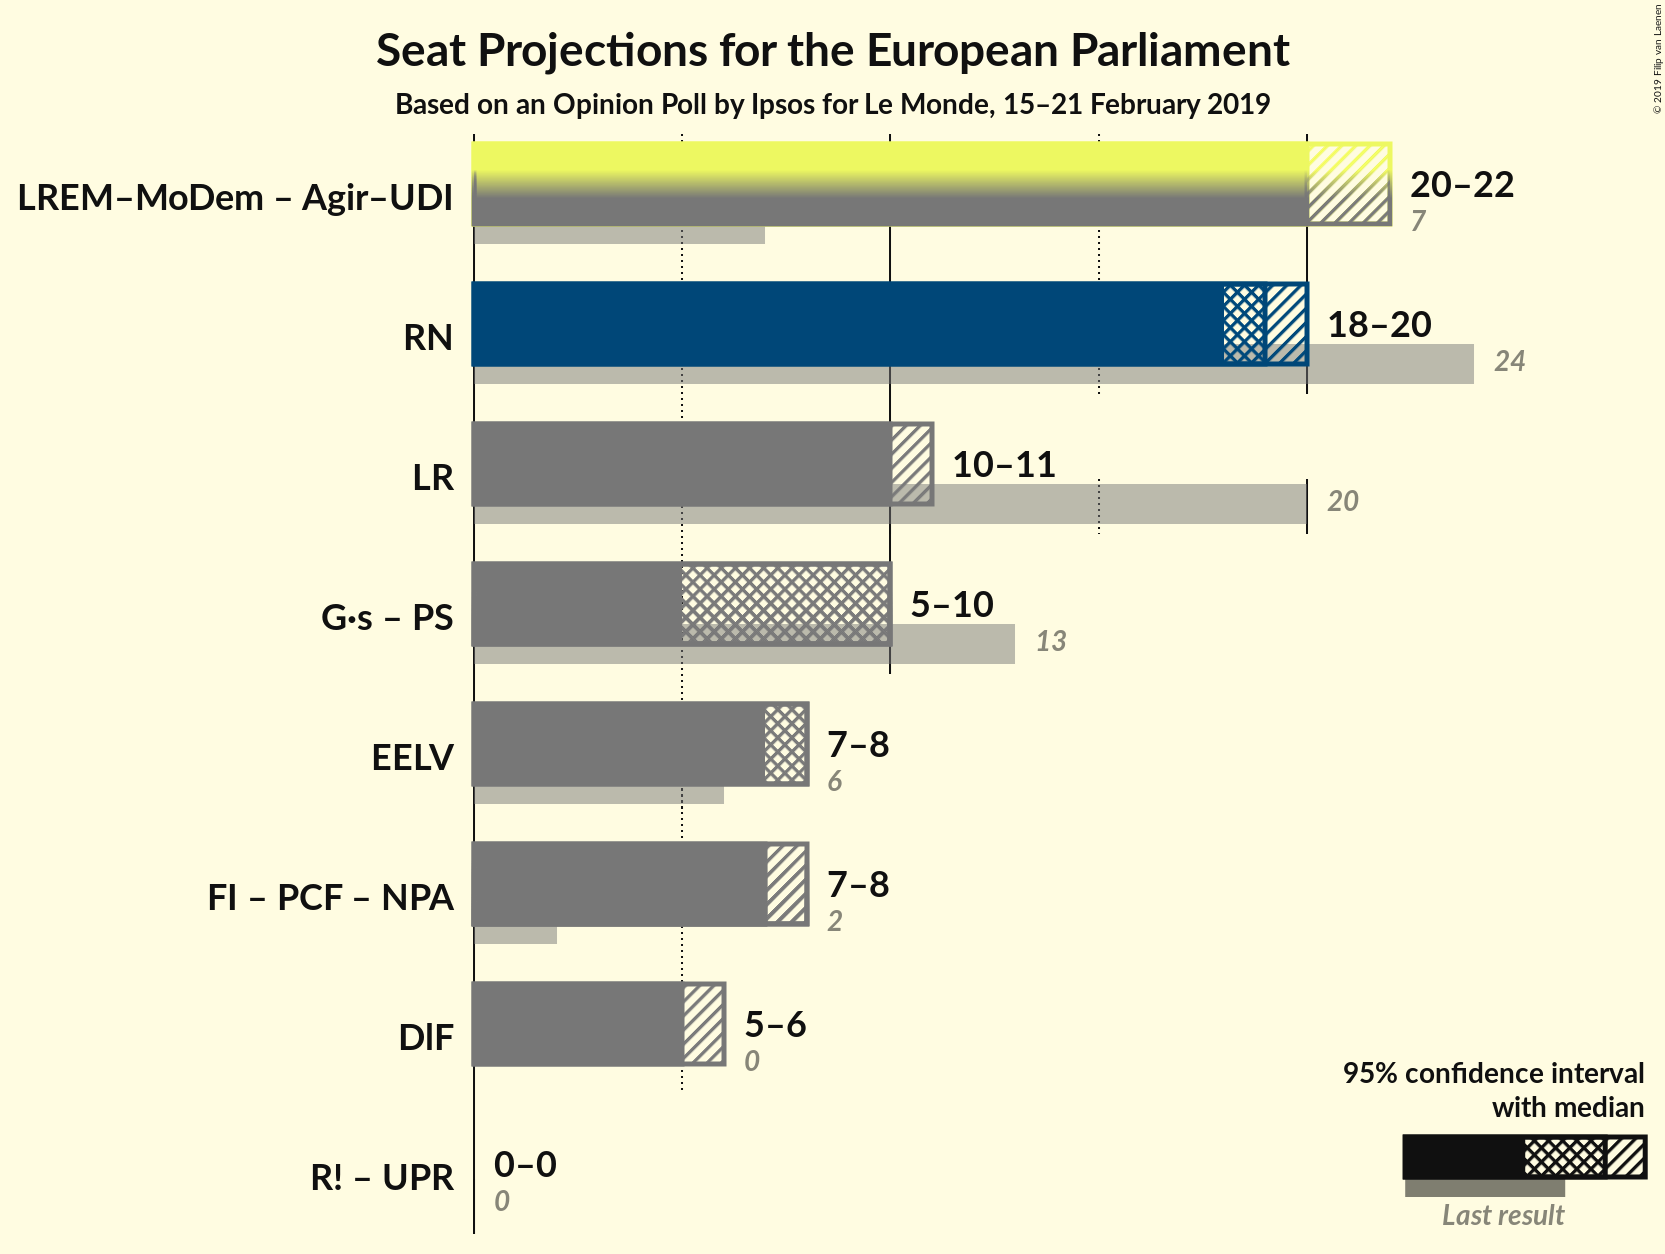 Seat Projections for the European Parliament
Based on an Opinion Poll by Ipsos for Le Monde, 15–21 February 2019
© 2019 Filip van Laenen
LREM–MoDem – Agir–UDI
20–22
7
RN
18–20
24
LR
10–11
20
G·s – PS
5–10
13
EELV
7–8
6
FI – PCF – NPA
7–8
2
DlF
5–6
0
R! – UPR
0–0
0
95% confidence interval
with median
Last result